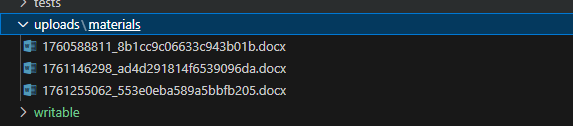 tests
uploads\materials
1760588811_8b1cc9c06633c943b01b.docx
1761146298_ad4d291814f6539096da.docx
1761255062_553e0eba589a5bbfb205.docx
writable